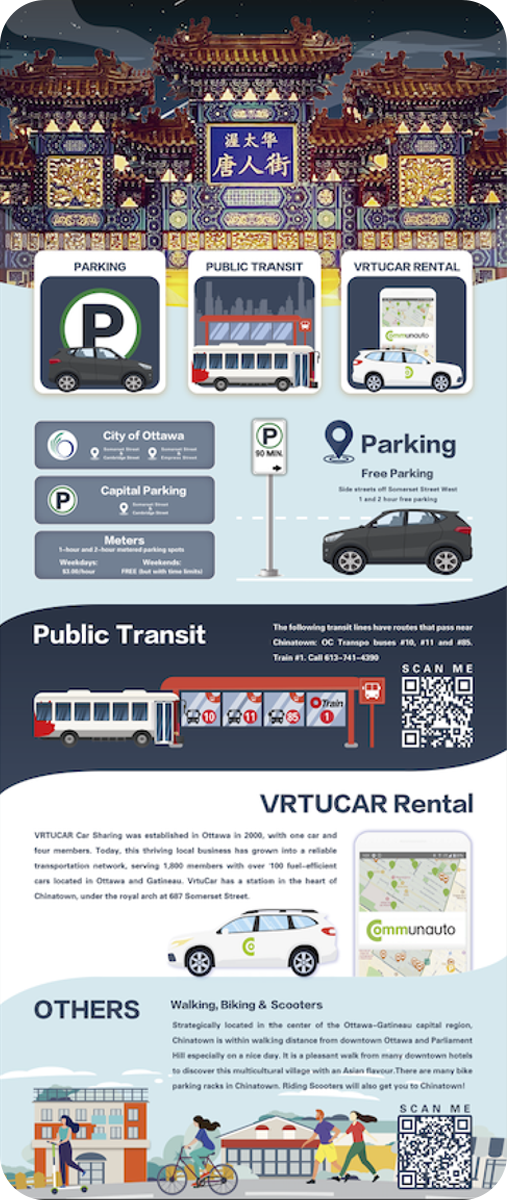 渥太华
唐人街
PARKING
PUBLIC TRANSIT
VRTUCAR RENTAL
P
Communauto
City of Ottawa
Somerset Street
&
Cambridge Street
Somerset Street
&
Empress Street
P
Capital Parking
Somerset Street
&
Cambridge Street
Meters
1-hour and 2-hour metered parking spots
Weekdays:
$3.00/hour
Weekends:
FREE (but with time limits)
P
90 MIN.
Parking
Free Parking
Side streets off Somerset Street West
1 and 2 hour free parking
Public Transit
The following transit lines have routes that pass near
Chinatown: OC Transpo buses #10, #11 and #85.
Train #1. Call 613-741-4390
SCAN ME
10
11
85
Train
1
VRTUCAR Rental
VRTUCAR Car Sharing was established in Ottawa in 2000, with one car and
four members. Today, this thriving local business has grown into a reliable
transportation network, serving 1,800 members with over 100 fuel-efficient
cars located in Ottawa and Gatineau. VrtuCar has a station in the heart of
Chinatown, under the royal arch at 687 Somerset Street.
Communauto
OTHERS
Walking, Biking & Scooters
Strategically located in the center of the Ottawa-Gatineau capital region,
Chinatown is within walking distance from downtown Ottawa and Parliament
Hill especially on a nice day. It is a pleasant walk from many downtown hotels
to discover this multicultural village with an Asian flavour.There are many bike
parking racks in Chinatown. Riding Scooters will also get you to Chinatown!
SCAN ME